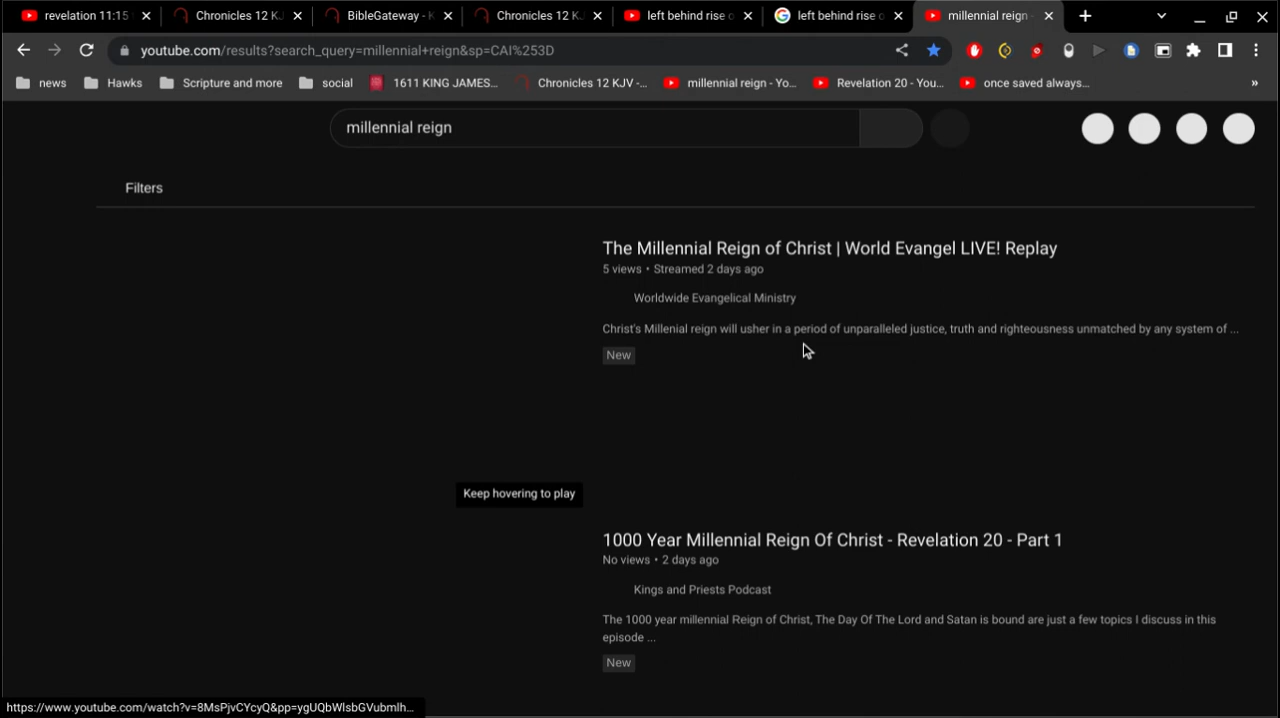 revelation 11:15
Chronicles 12 KJ
BibleGateway - K
Chronicles 12 KJ
left behind rise o
left behind rise o
millennial reign -
youtube.com/results?search_query=millennial+reign&sp=CAI%253D
news
Hawks
Scripture and more
social
1611 KING JAMES...
Chronicles 12 KJV -...
millennial reign - Yo...
Revelation 20 - You...
once saved always...
»
millennial reign
Filters
The Millennial Reign of Christ | World Evangel LIVE! Replay
5 views • Streamed 2 days ago
Worldwide Evangelical Ministry
Christ's Millenial reign will usher in a period of unparalleled justice, truth and righteousness unmatched by any system of ...
New
Keep hovering to play
1000 Year Millennial Reign Of Christ - Revelation 20 - Part 1
No views • 2 days ago
Kings and Priests Podcast
The 1000 year millennial Reign of Christ, The Day Of The Lord and Satan is bound are just a few topics I discuss in this
episode ...
New
https://www.youtube.com/watch?v=8MsPjvCYcyQ&pp=ygUQbWlsbGVubmlh...